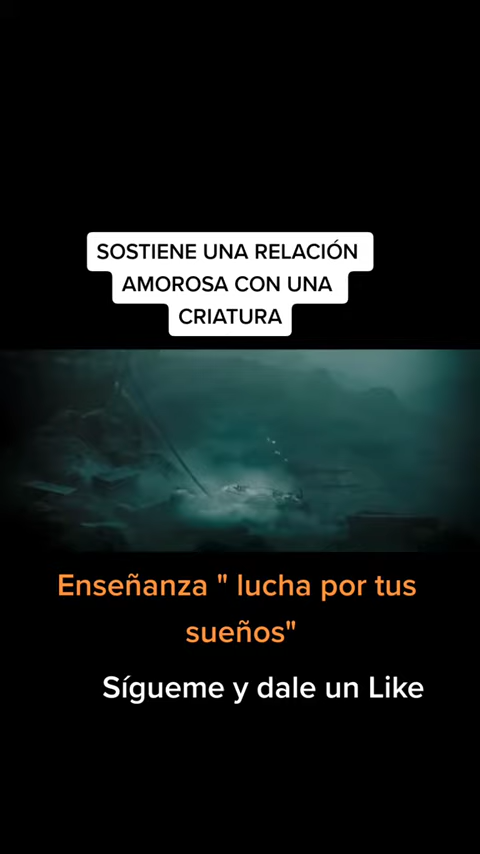 SOSTIENE UNA RELACIÓN
AMOROSA CON UNA
CRIATURA
Enseñanza " lucha por tus
sueños"
Sígueme y dale un Like